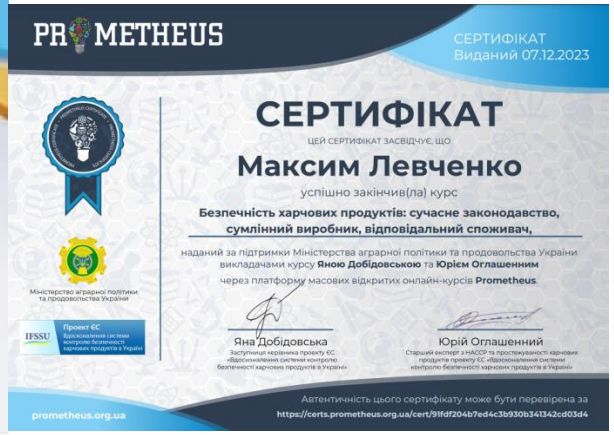 PROMETHEUS
СЕРТИФІКАТ
Виданий 07.12.2023
СЕРТИФІКАТ
ЦЕЙ СЕРТИФІКАТ ЗАСВІДЧУЄ, ЩО
Максим Левченко
успішно закінчив(ла) курс
Безпечність харчових продуктів: сучасне законодавство,
сумлінний виробник, відповідальний споживач,
наданий за підтримки Міністерства аграрної політики та продовольства України
викладачами курсу Яною Добідовською та Юрієм Оглашенним
через платформу масових відкритих онлайн-курсів Prometheus.
Міністерство аграрної політики
та продовольства України
IFSSU
Проект ЄС
Вдосконалення системи
контролю безпечності
харчових продуктів в Україні
Яна Добідовська
Заступниця керівника проекту ЄС
«Вдосконалення системи контролю
безпечності харчових продуктів в Україні»
Юрій Оглашенний
Старший експерт з HACCP та простежуваності харчових
продуктів проекту ЄС «Вдосконалення системи
контролю безпечності харчових продуктів в Україні»
Автентичність цього сертифікату може бути перевірена за
prometheus.org.ua
https://certs.prometheus.org.ua/cert/91fdf204b7ed4c3b930b341342cd03d4